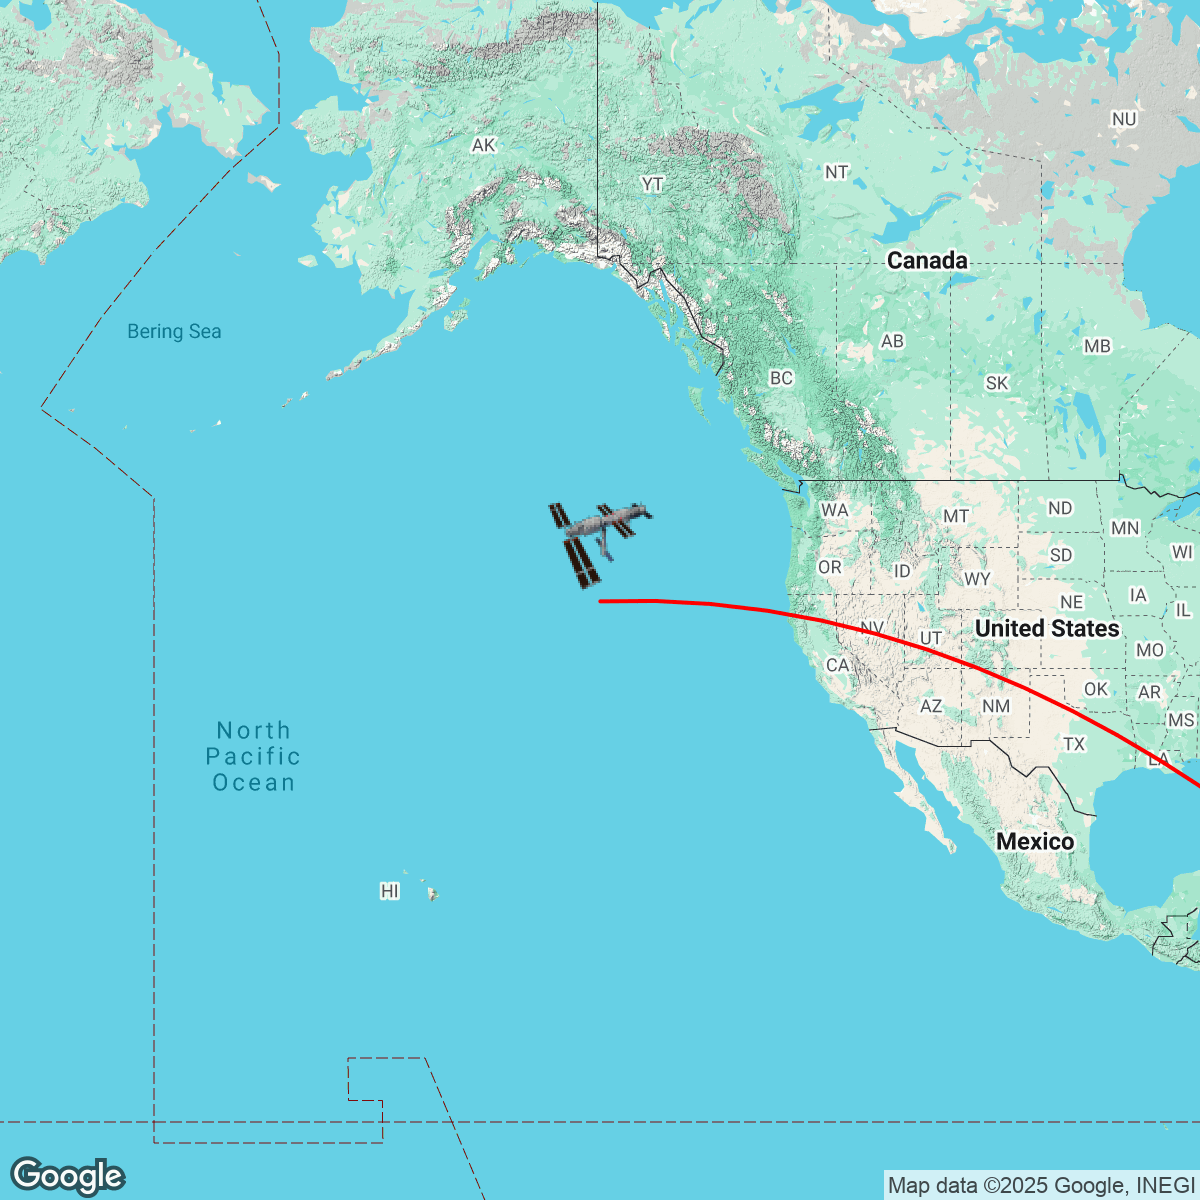 NU
AK
NT
YT
Canada
Bering Sea
AB
MB
BC
SK
WA
MT
ND
MN
WI
SD
OR
ID
WY
IA
NE
IL
NV
UT
United States
MO
CA
OK
AR
AZ
NM
MS
North
Pacific
Ocean
TX
LA
Mexico
HI
Google
Map data ©2025 Google, INEGI